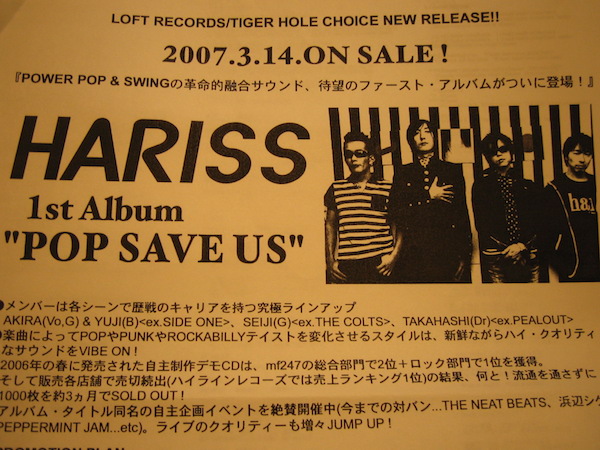 LOFT RECORDS/TIGER HOLE CHOICE NEW RELEASE!!
2007.3.14.ON SALE!
『POWER POP & SWINGの革命的融合サウンド、待望のファースト・アルバムがついに登場！』
HARISS
1st Album
"POP SAVE US"
●メンバーは各シーンで歴戦のキャリアを持つ究極ラインアップ
AKIRA(Vo,G) & YUJI(B)<ex.SIDE ONE>、SEIJI(G)<ex.THE COLTS>、TAKAHASHI(Dr)<ex.PEALOUT>
●楽曲によってPOPやPUNKやROCKABILLYテイストを変化させるスタイルは、新鮮ながらハイ・クオリティ
なサウンドをVIBE ON！
2006年の春に発売された自主制作デモCDは、mf247の総合部門で2位＋ロック部門で1位を獲得。
そして販売各店舗で売切続出(ハイラインレコーズでは売上ランキング1位)の結果、何と！流通を通さずに
1000枚を約3ヵ月でSOLD OUT！
アルバム・タイトル同名の自主企画イベントを絶賛開催中(今までの対バン...THE NEAT BEATS、浜辺シゲ
PEPPERMINT JAM...etc)。ライブのクオリティーも増々JUMP UP！